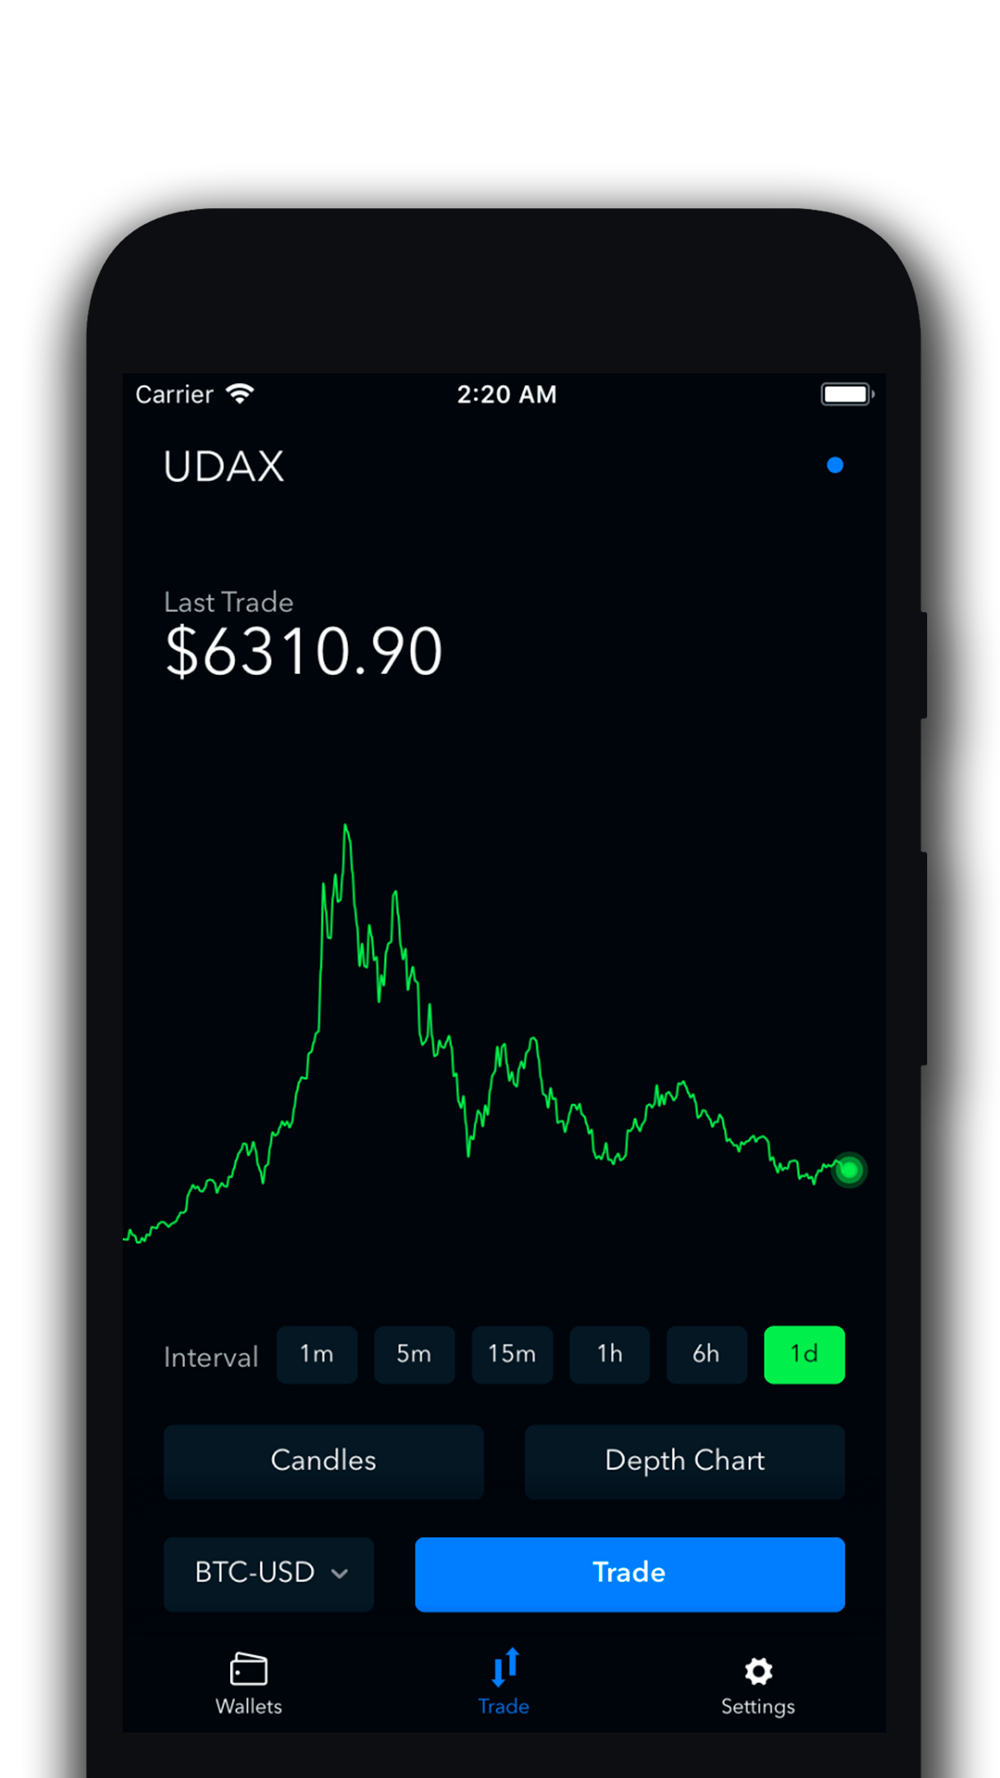 Carrier 2:20 AM
UDAX
Last Trade
$6310.90
Interval 1m 5m 15m 1h 6h 1d
Candles Depth Chart
BTC-USD Trade
Wallets Trade Settings